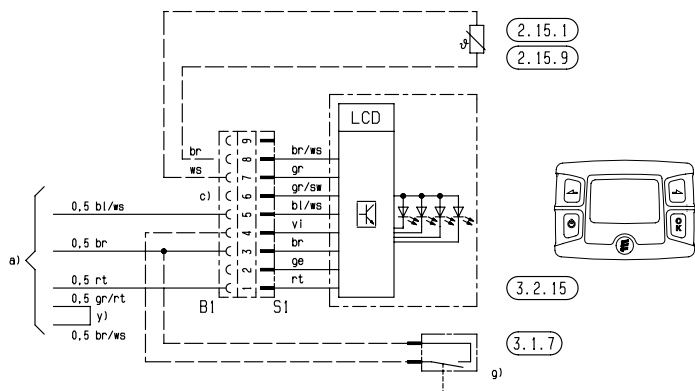 2.15.1
2.15.9
LCD
br
ws
c)
9
8
7
6
5
4
3
2
1
br/ws
gr
gr/sw
bl/ws
vi
br
ge
rt
a)
0,5 bl/ws
0,5 br
0,5 rt
0,5 gr/rt
y)
0,5 br/ws
B1
S1
3.2.15
3.1.7
g)